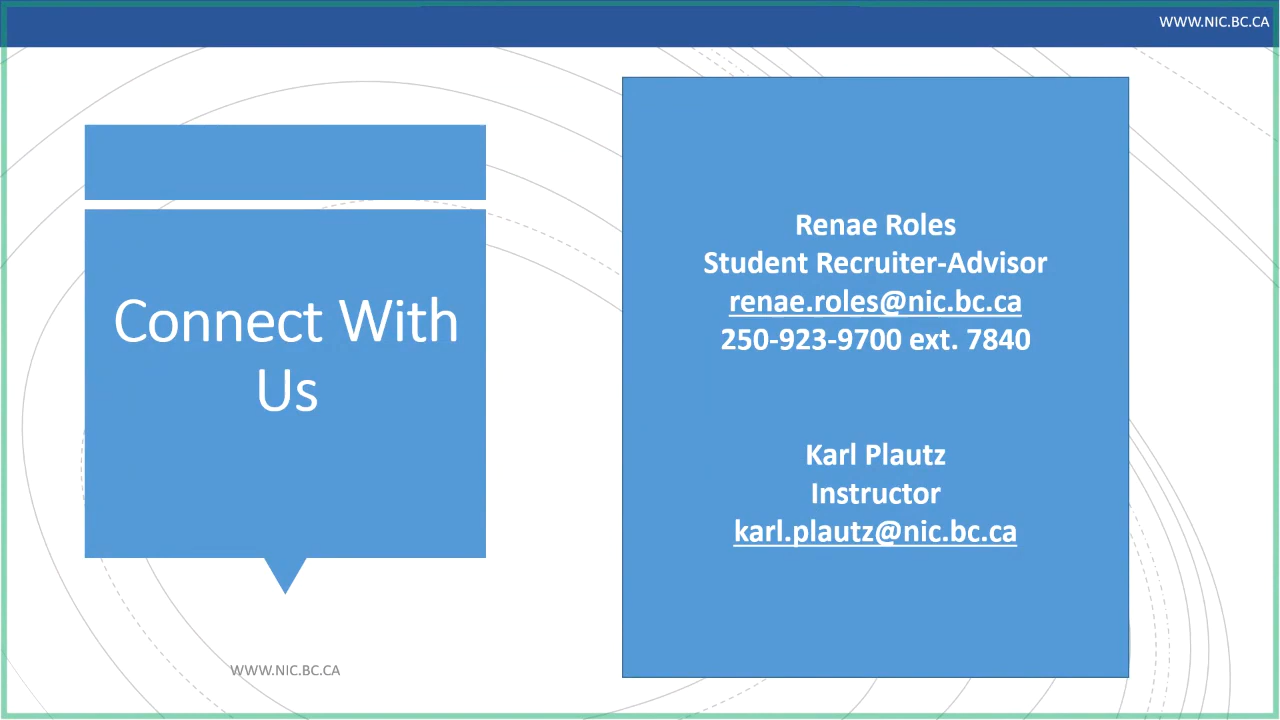 WWW.NIC.BC.CA
Connect With
Us
Renae Roles
Student Recruiter-Advisor
renae.roles@nic.bc.ca
250-923-9700 ext. 7840
Karl Plautz
Instructor
karl.plautz@nic.bc.ca
WWW.NIC.BC.CA